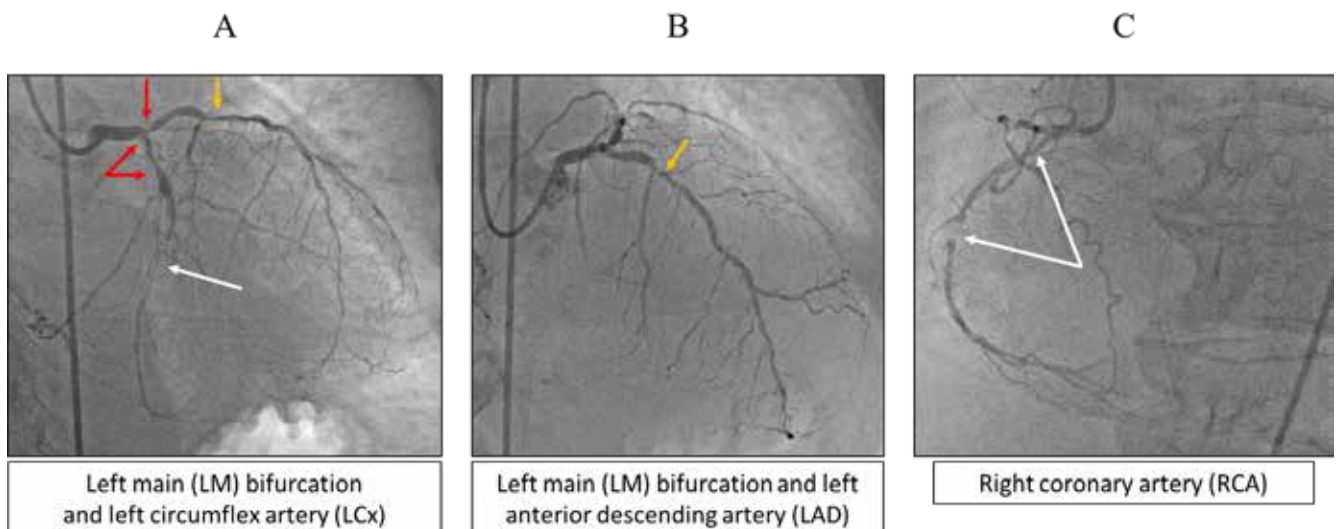 A
B
C
Left main (LM) bifurcation
and left circumflex artery (LCx)
Left main (LM) bifurcation and left
anterior descending artery (LAD)
Right coronary artery (RCA)